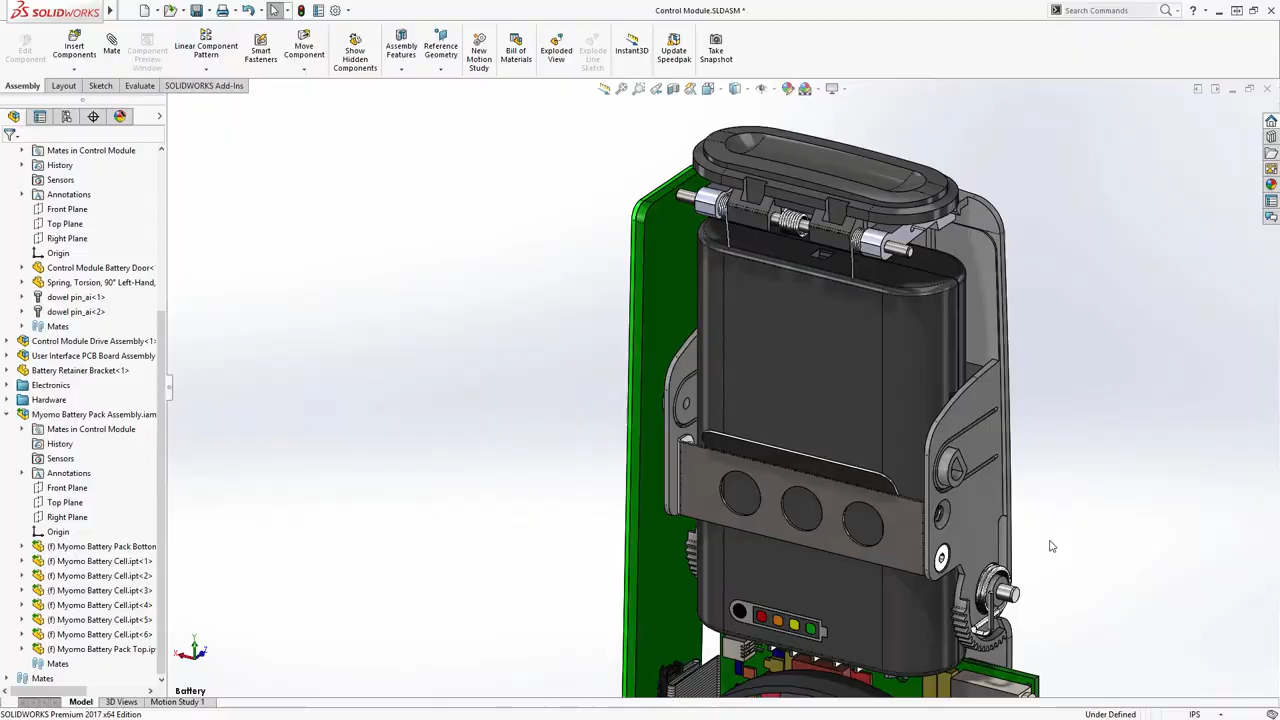 SOLIDWORKS
Control Module.SLDASM *
Search Commands
Edit Component
Insert Components
Mate
Component Preview Window
Linear Component Pattern
Smart Fasteners
Move Component
Show Hidden Components
Assembly Features
Reference Geometry
New Motion Study
Bill of Materials
Exploded View
Explode Line Sketch
Instant3D
Update Speedpak
Take Snapshot
Assembly
Layout
Sketch
Evaluate
SOLIDWORKS Add-Ins
Mates in Control Module
History
Sensors
Annotations
Front Plane
Top Plane
Right Plane
Origin
Control Module Battery Door<
Spring, Torsion, 90° Left-Hand,
dowel pin_ai<1>
dowel pin_ai<2>
Mates
Control Module Drive Assembly<1>
User Interface PCB Board Assembly
Battery Retainer Bracket<1>
Electronics
Hardware
Myomo Battery Pack Assembly.iam
Mates in Control Module
History
Sensors
Annotations
Front Plane
Top Plane
Right Plane
Origin
(f) Myomo Battery Pack Botton
(f) Myomo Battery Cell.ipt<1>
(f) Myomo Battery Cell.ipt<2>
(f) Myomo Battery Cell.ipt<3>
(f) Myomo Battery Cell.ipt<4>
(f) Myomo Battery Cell.ipt<5>
(f) Myomo Battery Cell.ipt<6>
(f) Myomo Battery Pack Top.ip
Mates
Mates
Y
X
Z
Battery
Model
3D Views
Motion Study 1
SOLIDWORKS Premium 2017 x64 Edition
Under Defined
IPS